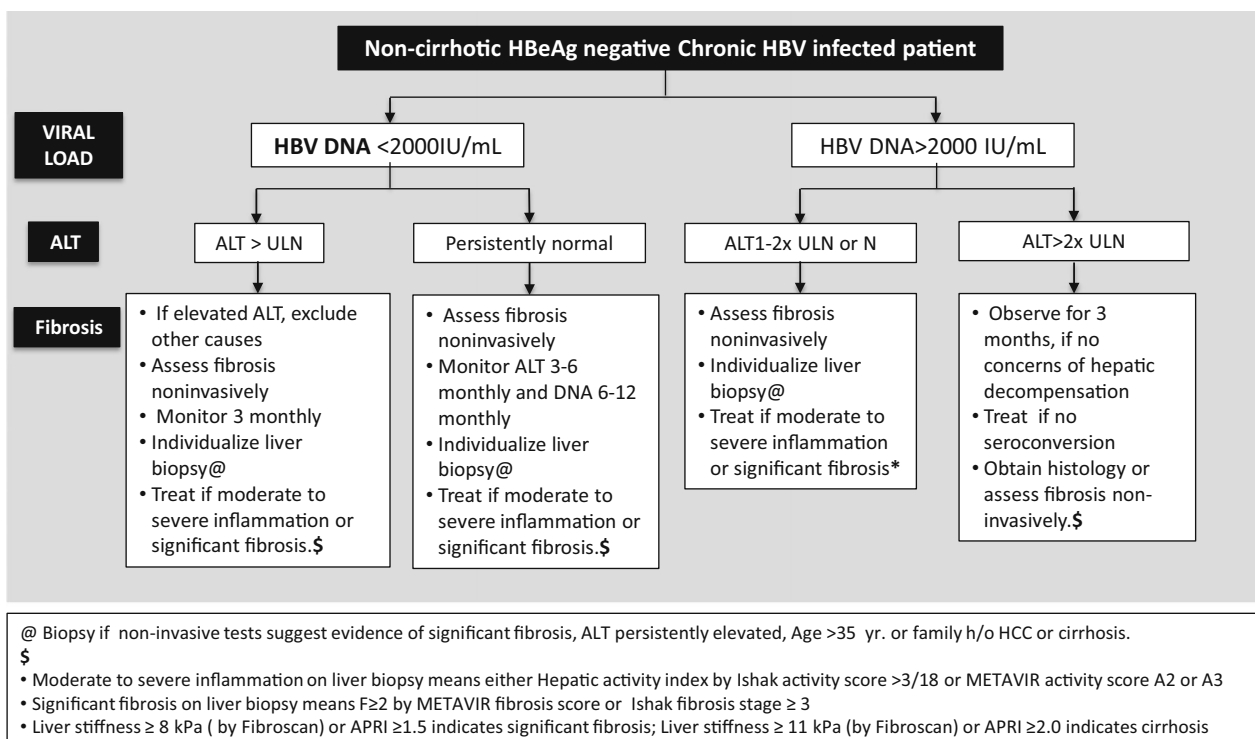 Non-cirrhotic HBeAg negative Chronic HBV infected patient
VIRAL
LOAD
HBV DNA <2000IU/mL
HBV DNA>2000 IU/mL
ALT
ALT > ULN
Persistently normal
ALT1-2x ULN or N
ALT>2x ULN
Fibrosis
• If elevated ALT, exclude
other causes
• Assess fibrosis
noninvasively
• Monitor 3 monthly
• Individualize liver
biopsy@
• Treat if moderate to
severe inflammation or
significant fibrosis.$
• Assess fibrosis
noninvasively
• Monitor ALT 3-6
monthly and DNA 6-12
monthly
• Individualize liver
biopsy@
• Treat if moderate to
severe inflammation or
significant fibrosis.$
• Assess fibrosis
noninvasively
• Individualize liver
biopsy@
• Treat if moderate to
severe inflammation
or significant fibrosis*
• Observe for 3
months, if no
concerns of hepatic
decompensation
• Treat if no
seroconversion
• Obtain histology or
assess fibrosis non-
invasively.$
@ Biopsy if non-invasive tests suggest evidence of significant fibrosis, ALT persistently elevated, Age >35 yr. or family h/o HCC or cirrhosis.
$
• Moderate to severe inflammation on liver biopsy means either Hepatic activity index by Ishak activity score >3/18 or METAVIR activity score A2 or A3
• Significant fibrosis on liver biopsy means F≥2 by METAVIR fibrosis score or Ishak fibrosis stage ≥ 3
• Liver stiffness ≥ 8 kPa ( by Fibroscan) or APRI ≥1.5 indicates significant fibrosis; Liver stiffness ≥ 11 kPa (by Fibroscan) or APRI ≥2.0 indicates cirrhosis